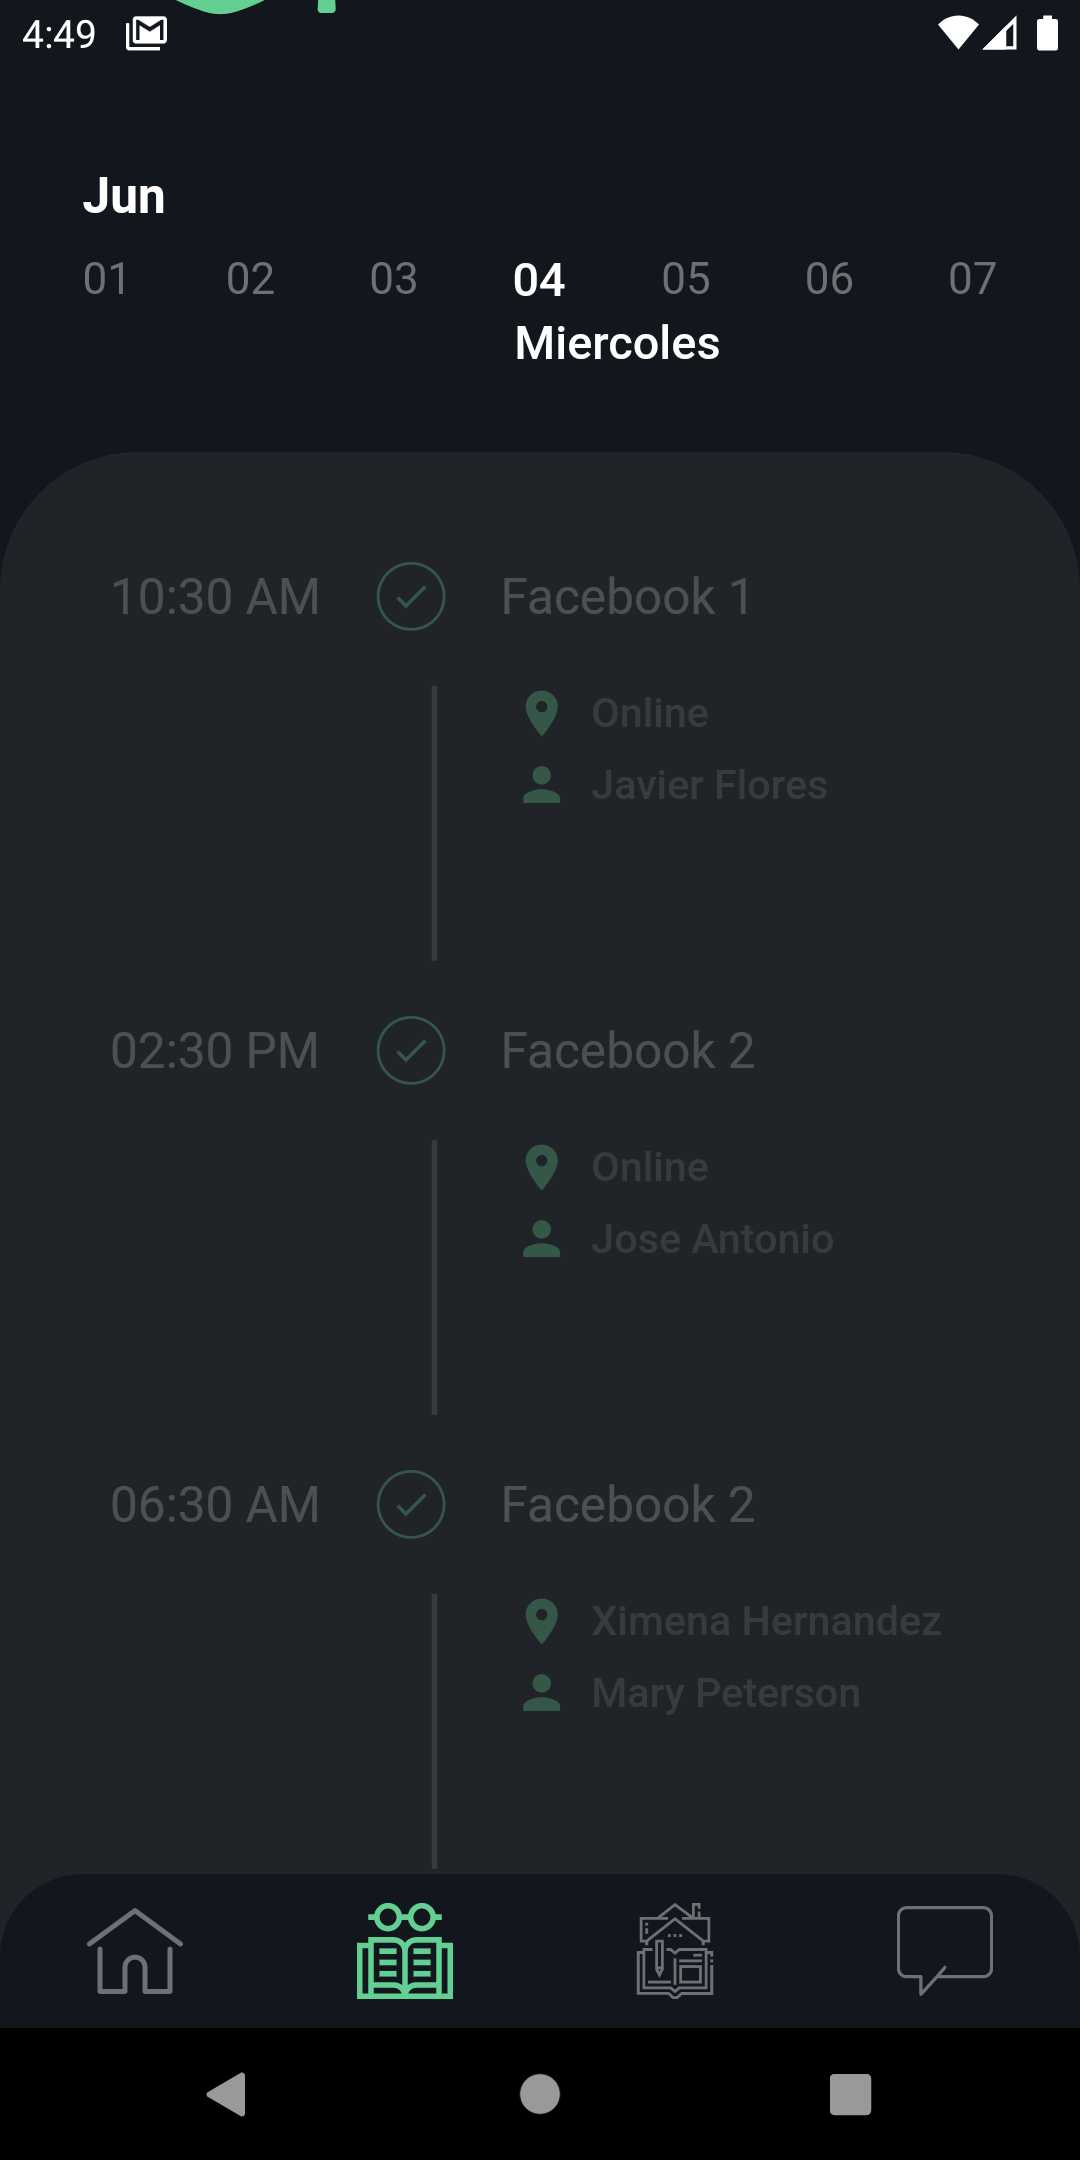 4:49
Jun
01 02 03 04 05 06 07
Miercoles
10:30 AM Facebook 1
Online
Javier Flores
02:30 PM Facebook 2
Online
Jose Antonio
06:30 AM Facebook 2
Ximena Hernandez
Mary Peterson